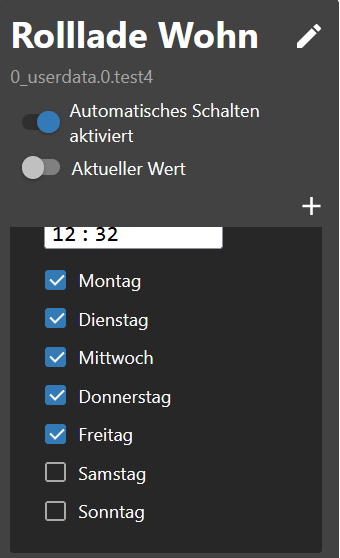 Rolllade Wohn
0_userdata.0.test4
Automatisches Schalten
aktiviert
Aktueller Wert
12 : 32
Montag
Dienstag
Mittwoch
Donnerstag
Freitag
Samstag
Sonntag